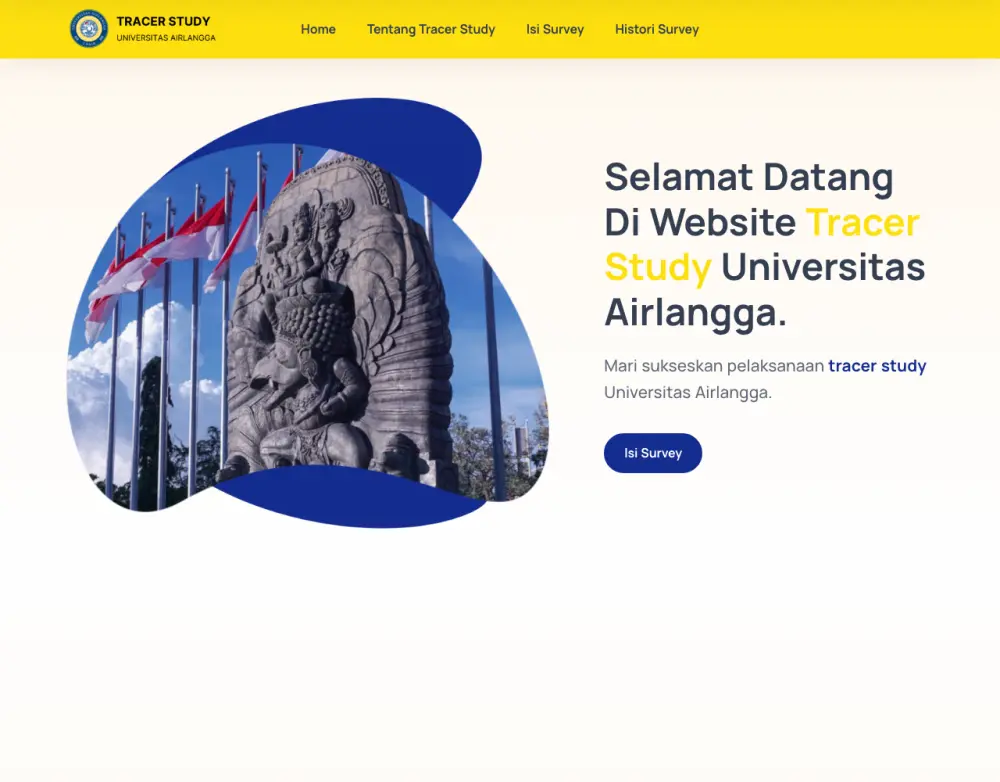 TRACER STUDY
UNIVERSITAS AIRLANGGA
Home
Tentang Tracer Study
Isi Survey
Histori Survey
Selamat Datang
Di Website Tracer
Study Universitas
Airlangga.
Mari sukseskan pelaksanaan tracer study
Universitas Airlangga.
Isi Survey